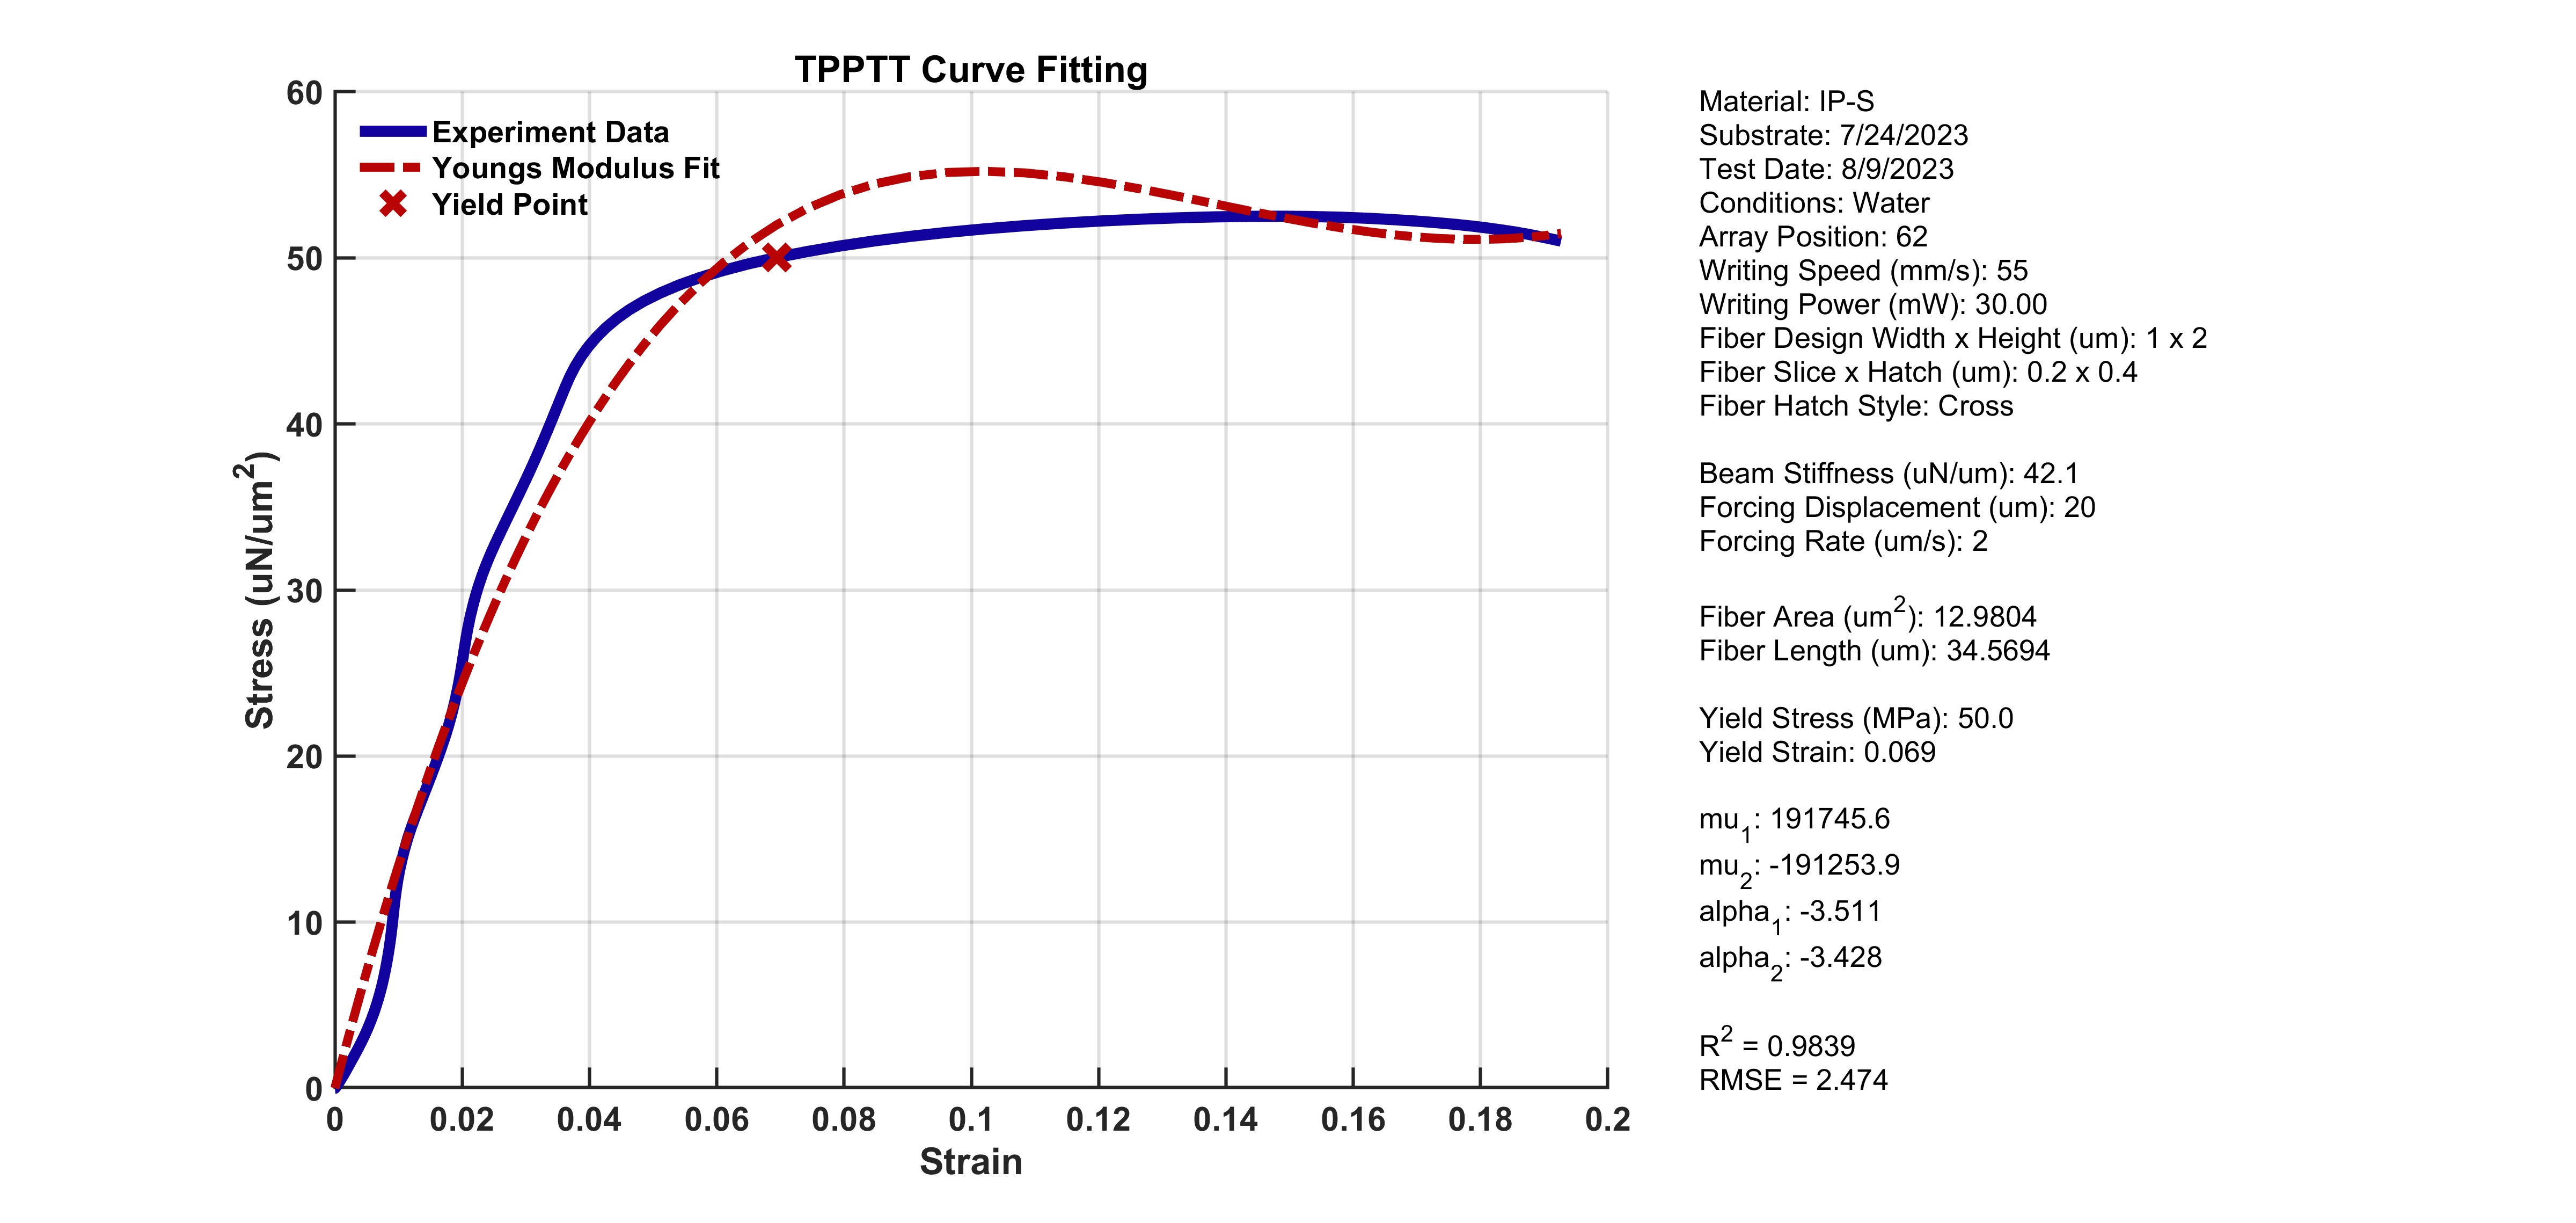 TPPTT Curve Fitting
60
50
40
30
20
10
0
Stress (uN/um²)
Experiment Data
Youngs Modulus Fit
Yield Point
0 0.02 0.04 0.06 0.08 0.1 0.12 0.14 0.16 0.18 0.2
Strain
Material: IP-S
Substrate: 7/24/2023
Test Date: 8/9/2023
Conditions: Water
Array Position: 62
Writing Speed (mm/s): 55
Writing Power (mW): 30.00
Fiber Design Width x Height (um): 1 x 2
Fiber Slice x Hatch (um): 0.2 x 0.4
Fiber Hatch Style: Cross
Beam Stiffness (uN/um): 42.1
Forcing Displacement (um): 20
Forcing Rate (um/s): 2
Fiber Area (um²): 12.9804
Fiber Length (um): 34.5694
Yield Stress (MPa): 50.0
Yield Strain: 0.069
mu₁: 191745.6
mu₂: -191253.9
alpha₁: -3.511
alpha₂: -3.428
R² = 0.9839
RMSE = 2.474